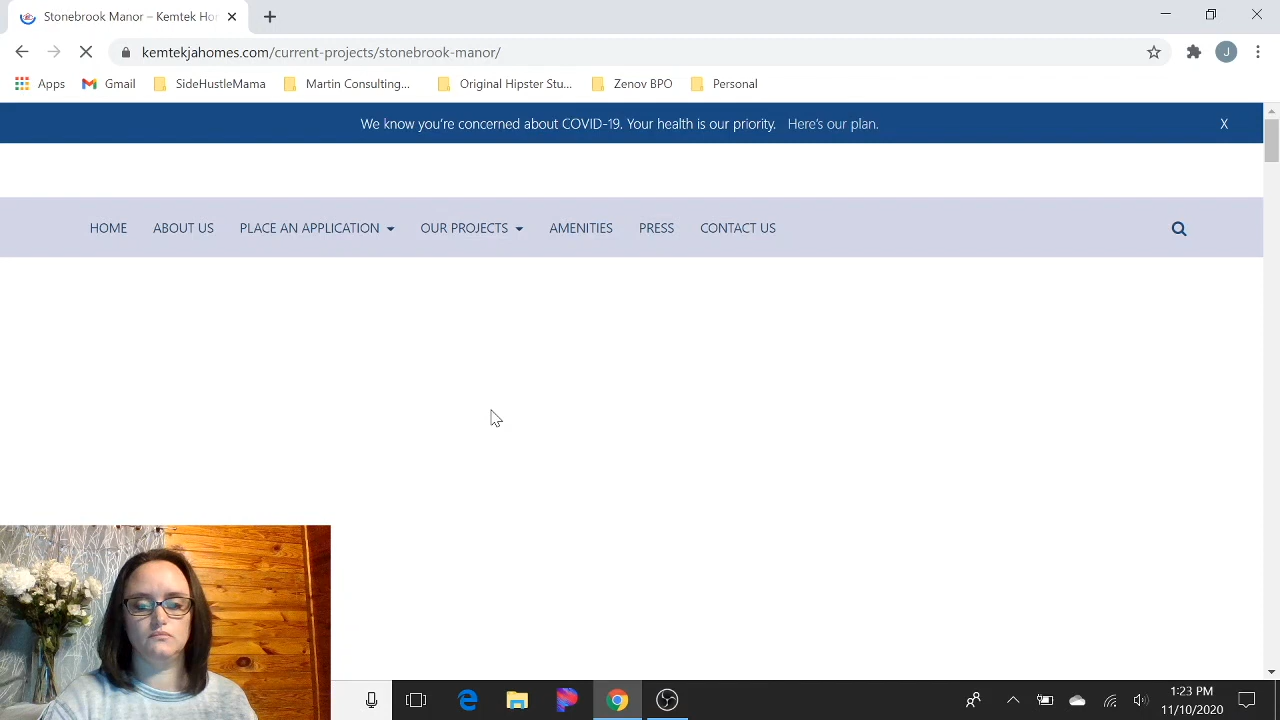 Stonebrook Manor – Kemtek Hor
kemtekjahomes.com/current-projects/stonebrook-manor/
J
Apps
Gmail
SideHustleMama
Martin Consulting...
Original Hipster Stu...
Zenov BPO
Personal
We know you're concerned about COVID-19. Your health is our priority. Here's our plan. X
HOME
ABOUT US
PLACE AN APPLICATION
OUR PROJECTS
AMENITIES
PRESS
CONTACT US
1:23 PM
11/10/2020